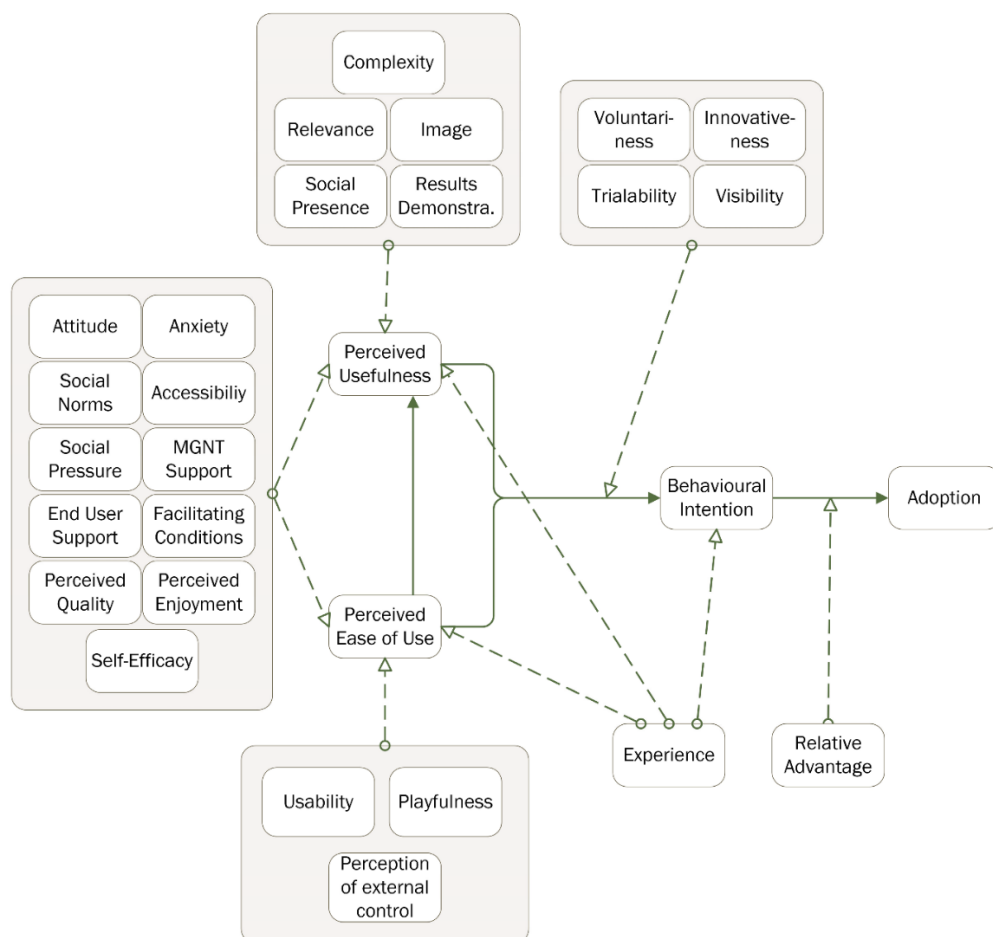 Complexity
Relevance
Image
Social
Presence
Results
Demonstra.
Voluntari-
ness
Innovative-
ness
Trialability
Visibility
Attitude
Anxiety
Social
Norms
Accessibiliy
Social
Pressure
MGNT
Support
End User
Support
Facilitating
Conditions
Perceived
Quality
Perceived
Enjoyment
Self-Efficacy
Perceived
Usefulness
Perceived
Ease of Use
Behavioural
Intention
Adoption
Experience
Relative
Advantage
Usability
Playfulness
Perception
of external
control